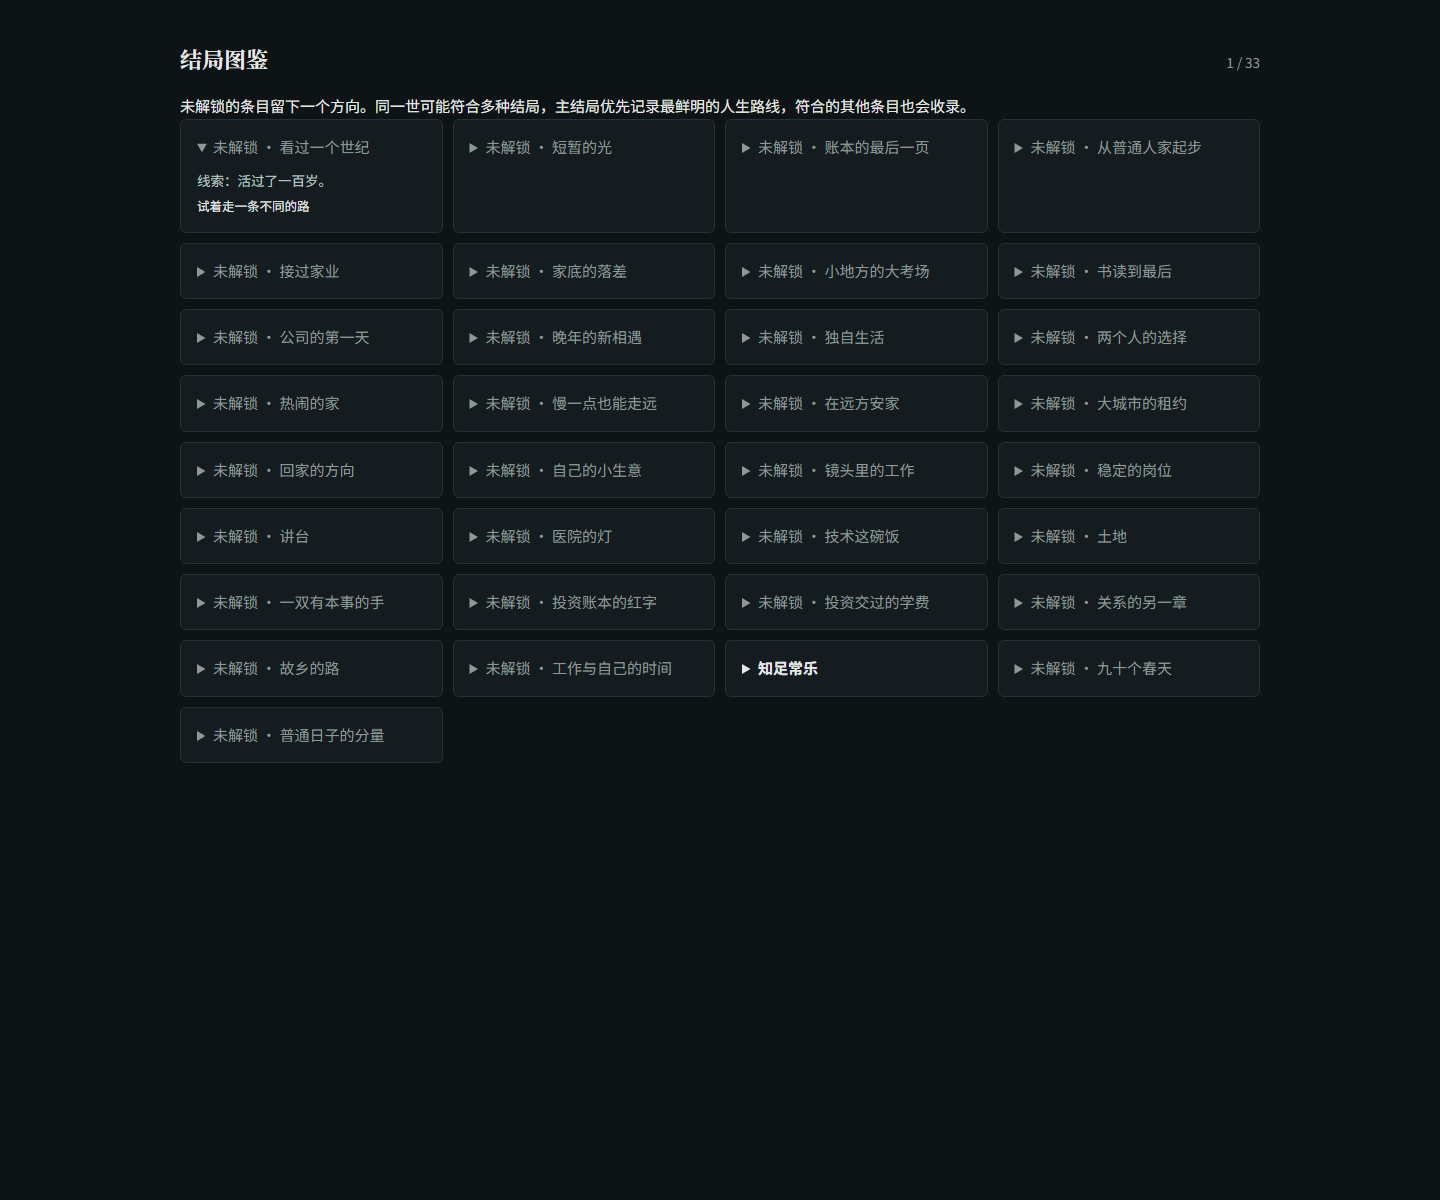 结局图鉴
1 / 33
未解锁的条目留下一个方向。同一世可能符合多种结局，主结局优先记录最鲜明的人生路线，符合的其他条目也会收录。
▼ 未解锁 · 看过一个世纪
线索：活过了一百岁。
试着走一条不同的路
▶ 未解锁 · 短暂的光
▶ 未解锁 · 账本的最后一页
▶ 未解锁 · 从普通人家起步
▶ 未解锁 · 接过家业
▶ 未解锁 · 家底的落差
▶ 未解锁 · 小地方的大考场
▶ 未解锁 · 书读到最后
▶ 未解锁 · 公司的第一天
▶ 未解锁 · 晚年的新相遇
▶ 未解锁 · 独自生活
▶ 未解锁 · 两个人的选择
▶ 未解锁 · 热闹的家
▶ 未解锁 · 慢一点也能走远
▶ 未解锁 · 在远方安家
▶ 未解锁 · 大城市的租约
▶ 未解锁 · 回家的方向
▶ 未解锁 · 自己的小生意
▶ 未解锁 · 镜头里的工作
▶ 未解锁 · 稳定的岗位
▶ 未解锁 · 讲台
▶ 未解锁 · 医院的灯
▶ 未解锁 · 技术这碗饭
▶ 未解锁 · 土地
▶ 未解锁 · 一双有本事的手
▶ 未解锁 · 投资账本的红字
▶ 未解锁 · 投资交过的学费
▶ 未解锁 · 关系的另一章
▶ 未解锁 · 故乡的路
▶ 未解锁 · 工作与自己的时间
▶ 知足常乐
▶ 未解锁 · 九十个春天
▶ 未解锁 · 普通日子的分量